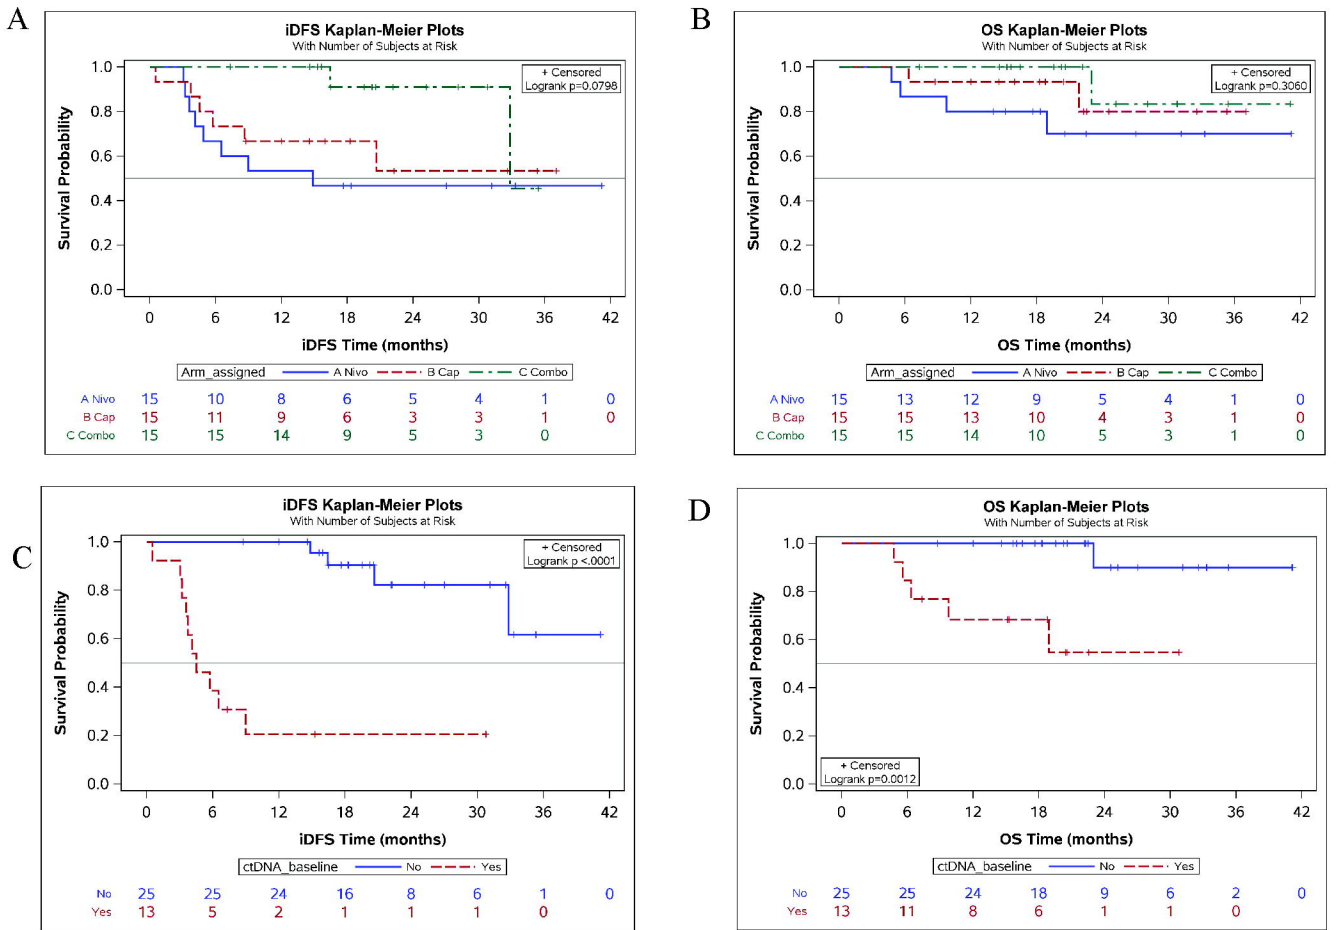 A
iDFS Kaplan-Meier Plots
With Number of Subjects at Risk
+ Censored
Logrank p=0.0798
Survival Probability
1.0
0.8
0.6
0.4
0.2
0.0
0 6 12 18 24 30 36 42
iDFS Time (months)
Arm_assigned A Nivo B Cap C Combo
A Nivo 15 10 8 6 5 4 1 0
B Cap 15 11 9 6 3 3 1 0
C Combo 15 15 14 9 5 3 0
B
OS Kaplan-Meier Plots
With Number of Subjects at Risk
+ Censored
Logrank p=0.3060
Survival Probability
1.0
0.8
0.6
0.4
0.2
0.0
0 6 12 18 24 30 36 42
OS Time (months)
Arm_assigned A Nivo B Cap C Combo
A Nivo 15 13 12 9 5 4 1 0
B Cap 15 15 13 10 4 3 1 0
C Combo 15 15 14 10 5 3 1 0
C
iDFS Kaplan-Meier Plots
With Number of Subjects at Risk
+ Censored
Logrank p <.0001
Survival Probability
1.0
0.8
0.6
0.4
0.2
0.0
0 6 12 18 24 30 36 42
iDFS Time (months)
ctDNA_baseline No Yes
No 25 25 24 16 8 6 1 0
Yes 13 5 2 1 1 1 0
D
OS Kaplan-Meier Plots
With Number of Subjects at Risk
Survival Probability
1.0
0.8
0.6
0.4
0.2
0.0
+ Censored
Logrank p=0.0012
0 6 12 18 24 30 36 42
OS Time (months)
ctDNA_baseline No Yes
No 25 25 24 18 9 6 2 0
Yes 13 11 8 6 1 1 0